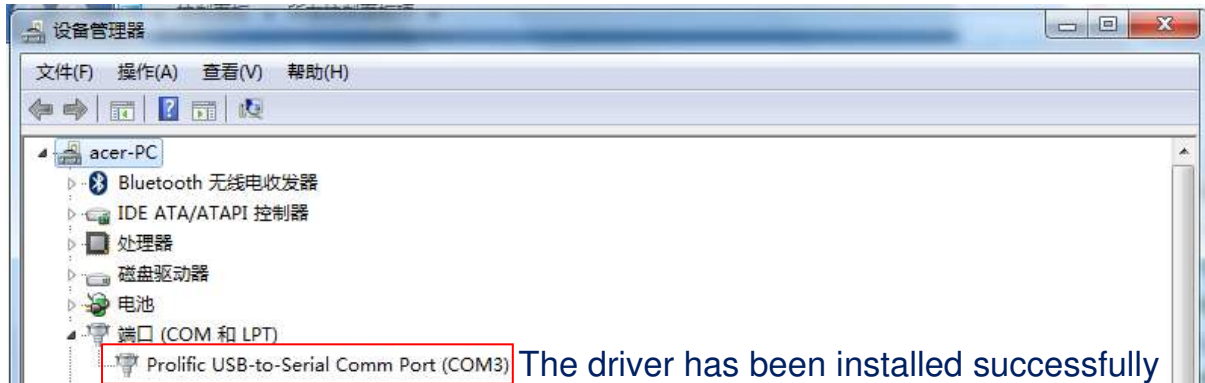 设备管理器
文件(F) 操作(A) 查看(V) 帮助(H)
acer-PC
Bluetooth 无线电收发器
IDE ATA/ATAPI 控制器
处理器
磁盘驱动器
电池
端口 (COM 和 LPT)
Prolific USB-to-Serial Comm Port (COM3) The driver has been installed successfully